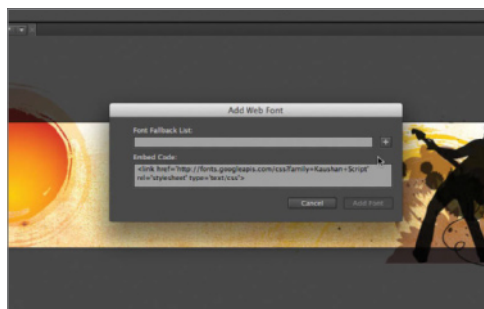 Add Web Font
Font Fallback List:
+
Embed Code:
<link href='http://fonts.googleapis.com/css?family=Kaushan+Script'
rel='stylesheet' type='text/css'>
Cancel
Add Font